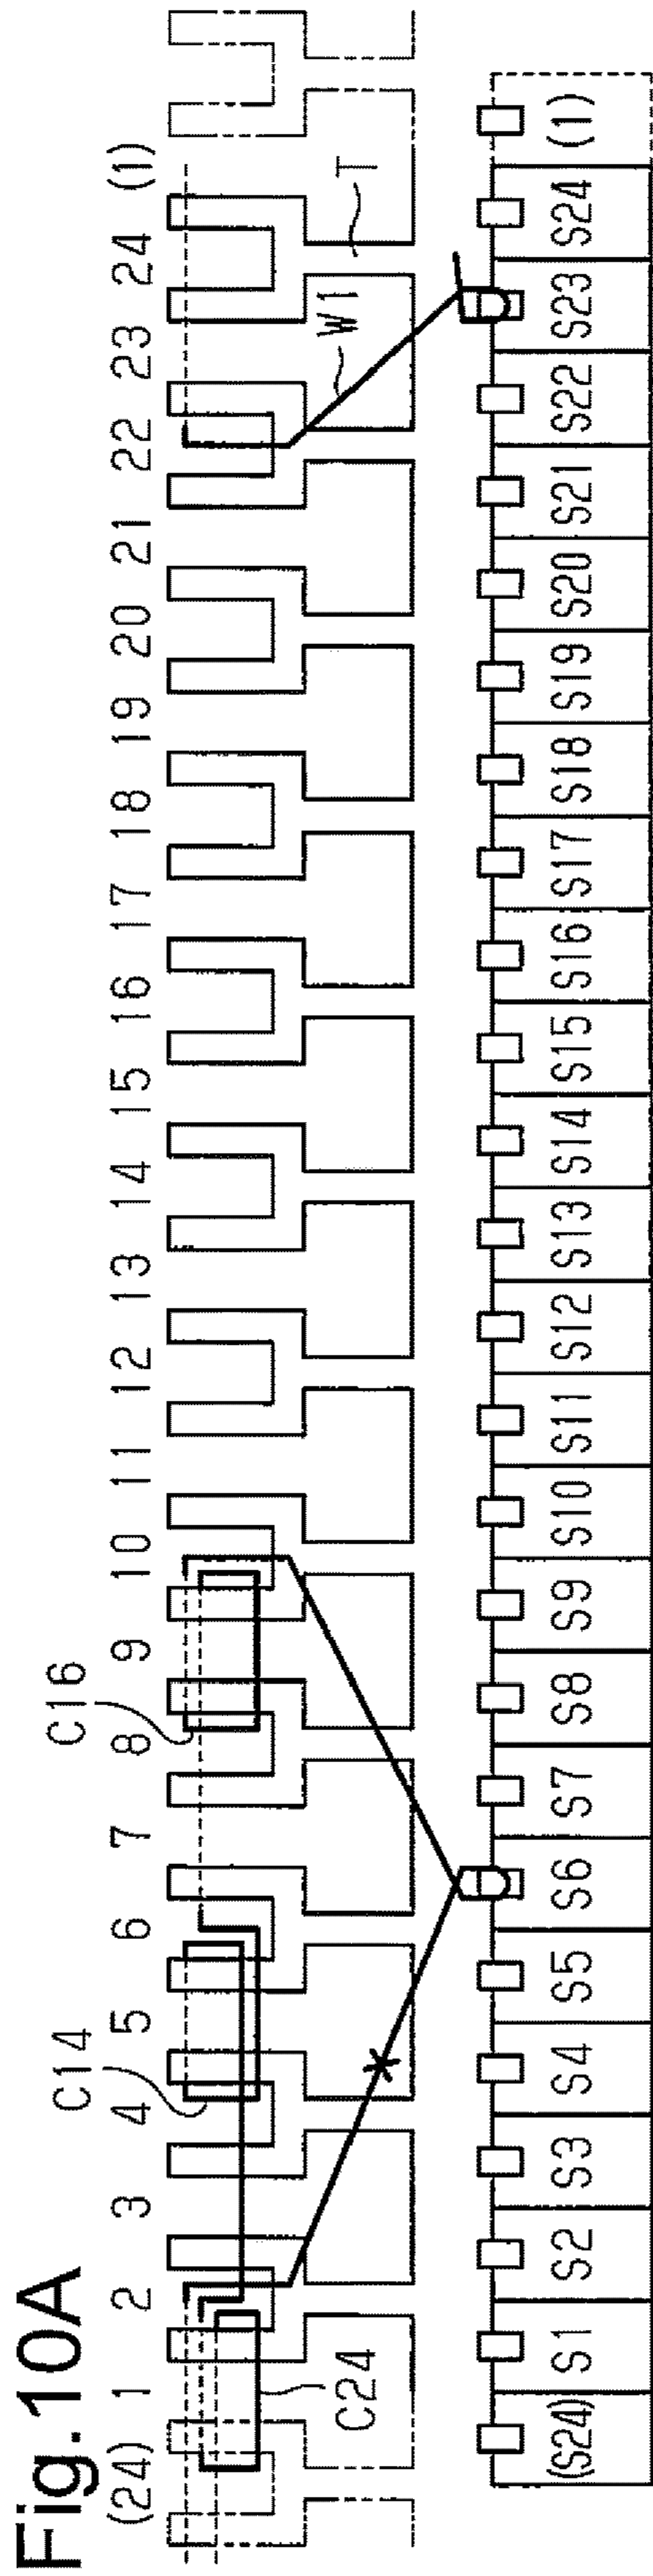 Fig.10A
(24) 1 2 3 4 5 6 7 8 9 10 11 12 13 14 15 16 17 18 19 20 21 22 23 24 (1)
C14 C16
C24 W1 T
(S24) S1 S2 S3 S4 S5 S6 S7 S8 S9 S10 S11 S12 S13 S14 S15 S16 S17 S18 S19 S20 S21 S22 S23 S24 (1)